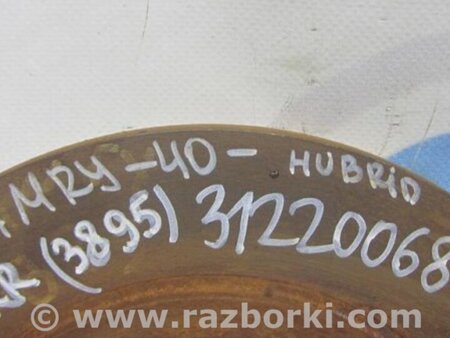 MRY-40- HUBRID
R (3895) 31220068
www.razborki.com